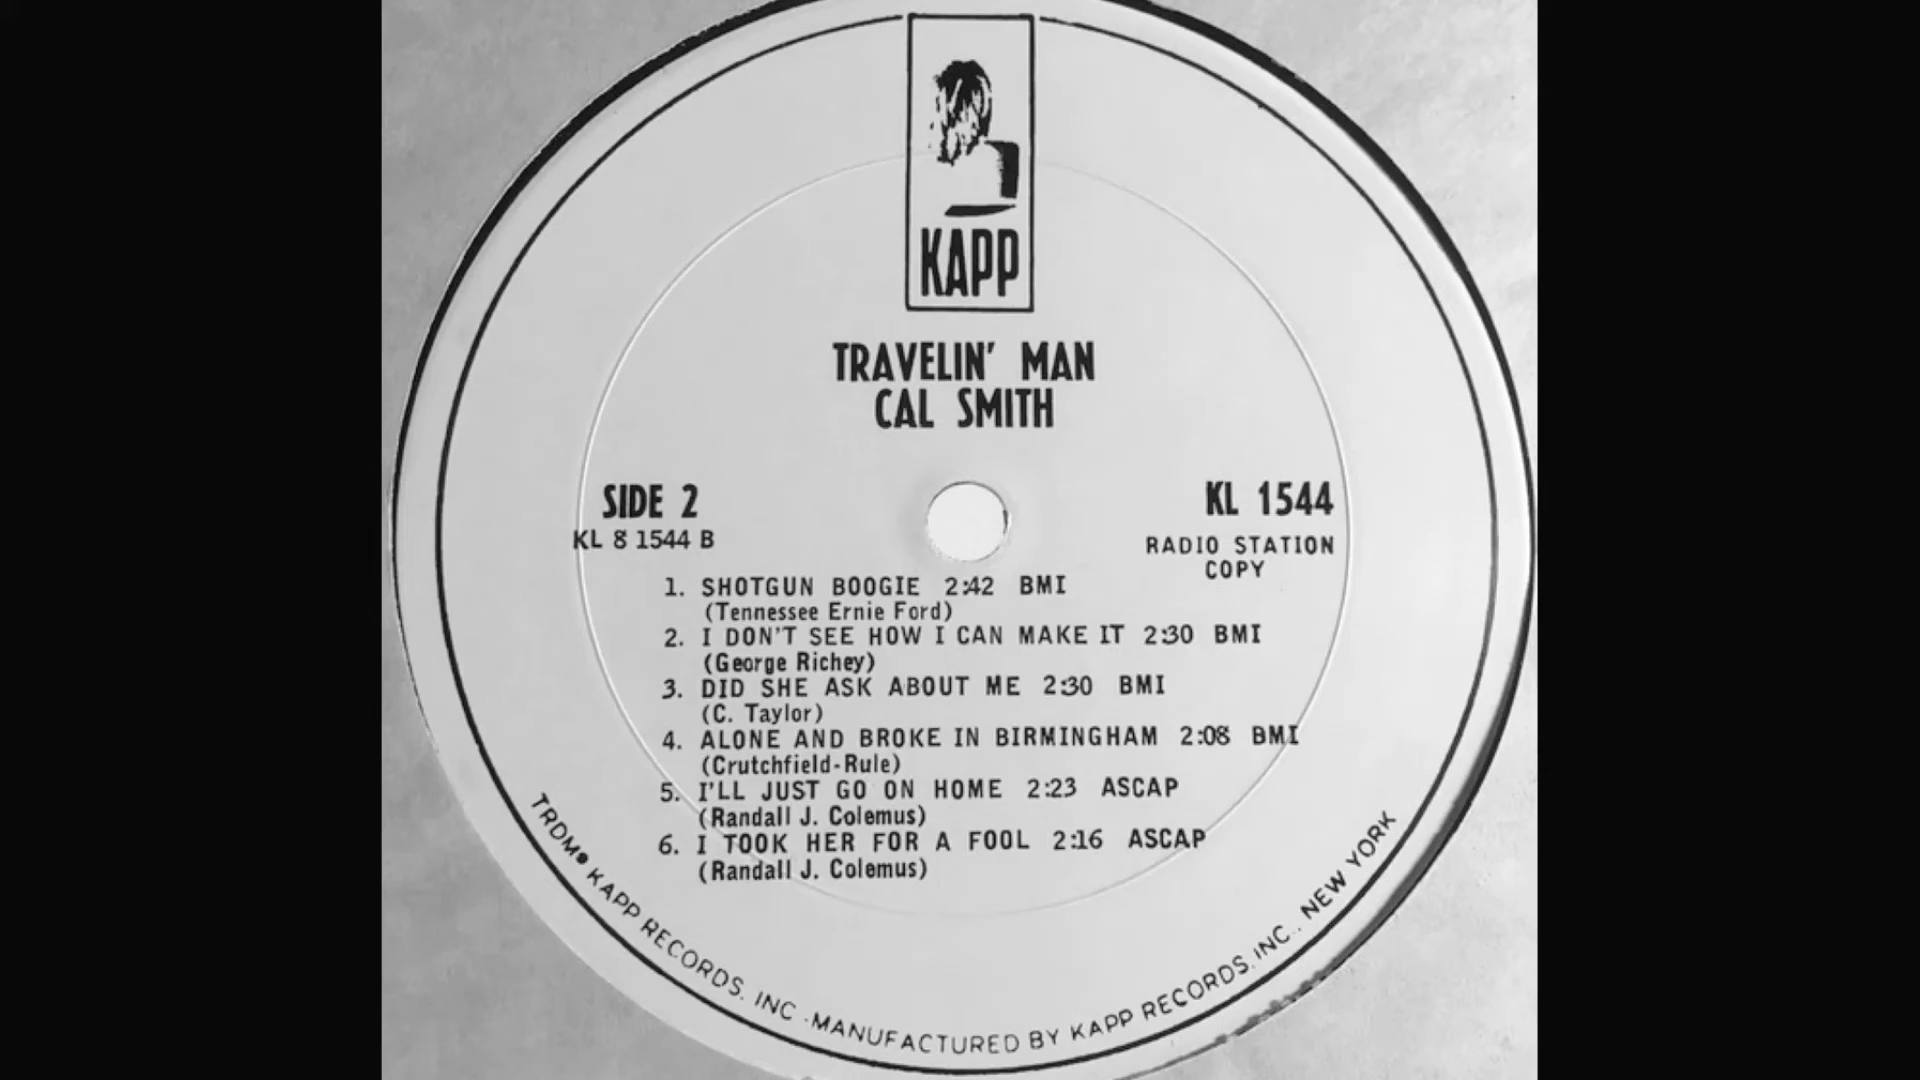 KAPP
TRAVELIN' MAN
CAL SMITH
SIDE 2
KL 8 1544 B
KL 1544
RADIO STATION
COPY
1. SHOTGUN BOOGIE 2:42 BMI
(Tennessee Ernie Ford)
2. I DON'T SEE HOW I CAN MAKE IT 2:30 BMI
(George Richey)
3. DID SHE ASK ABOUT ME 2:30 BMI
(C. Taylor)
4. ALONE AND BROKE IN BIRMINGHAM 2:08 BMI
(Crutchfield-Rule)
5. I'LL JUST GO ON HOME 2:23 ASCAP
(Randall J. Colemus)
6. I TOOK HER FOR A FOOL 2:16 ASCAP
(Randall J. Colemus)
TRDM® KAPP RECORDS, INC. · MANUFACTURED BY KAPP RECORDS, INC., NEW YORK